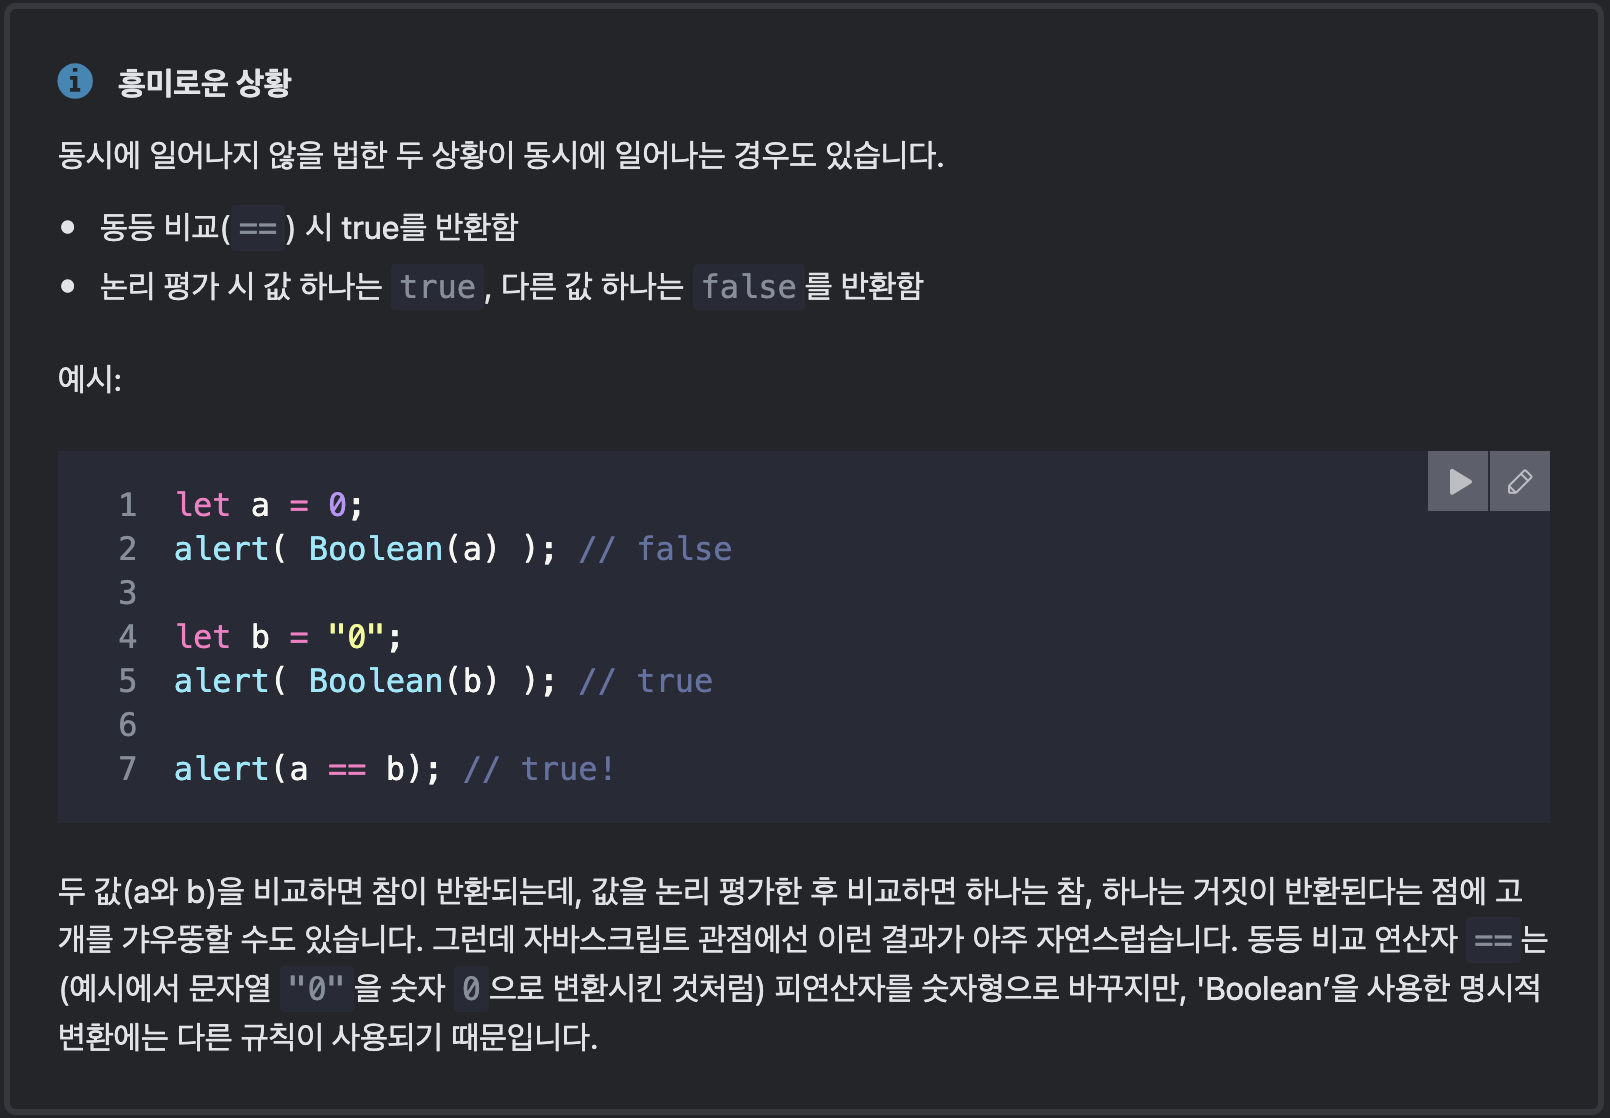 흥미로운 상황
동시에 일어나지 않을 법한 두 상황이 동시에 일어나는 경우도 있습니다.
● 동등 비교( == ) 시 true를 반환함
● 논리 평가 시 값 하나는 true, 다른 값 하나는 false를 반환함
예시:
1 let a = 0;
2 alert( Boolean(a) ); // false
3
4 let b = "0";
5 alert( Boolean(b) ); // true
6
7 alert(a == b); // true!
두 값(a와 b)을 비교하면 참이 반환되는데, 값을 논리 평가한 후 비교하면 하나는 참, 하나는 거짓이 반환된다는 점에 고
개를 갸우뚱할 수도 있습니다. 그런데 자바스크립트 관점에선 이런 결과가 아주 자연스럽습니다. 동등 비교 연산자 ==는
(예시에서 문자열 "0"을 숫자 0으로 변환시킨 것처럼) 피연산자를 숫자형으로 바꾸지만, 'Boolean’을 사용한 명시적
변환에는 다른 규칙이 사용되기 때문입니다.